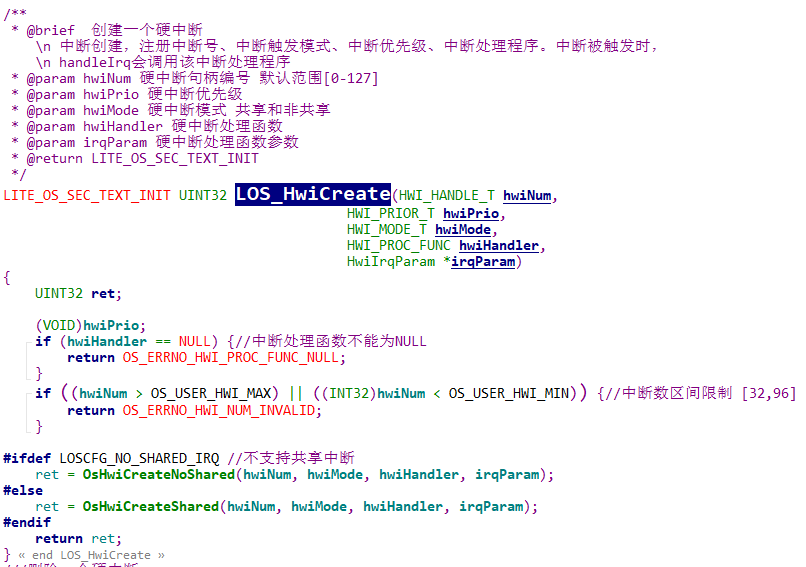 /**
 * @brief  创建一个硬中断
    \n 中断创建，注册中断号、中断触发模式、中断优先级、中断处理程序。中断被触发时，
    \n handleIrq会调用该中断处理程序
 * @param hwiNum 硬中断句柄编号 默认范围[0-127]
 * @param hwiPrio 硬中断优先级
 * @param hwiMode 硬中断模式 共享和非共享
 * @param hwiHandler 硬中断处理函数
 * @param irqParam 硬中断处理函数参数
 * @return LITE_OS_SEC_TEXT_INIT
 */
LITE_OS_SEC_TEXT_INIT UINT32 LOS_HwiCreate(HWI_HANDLE_T hwiNum,
                                           HWI_PRIOR_T hwiPrio,
                                           HWI_MODE_T hwiMode,
                                           HWI_PROC_FUNC hwiHandler,
                                           HwiIrqParam *irqParam)
{
    UINT32 ret;

    (VOID)hwiPrio;
    if (hwiHandler == NULL) {//中断处理函数不能为NULL
        return OS_ERRNO_HWI_PROC_FUNC_NULL;
    }
    if ((hwiNum > OS_USER_HWI_MAX) || ((INT32)hwiNum < OS_USER_HWI_MIN)) {//中断数区间限制 [32,96]
        return OS_ERRNO_HWI_NUM_INVALID;
    }

#ifdef LOSCFG_NO_SHARED_IRQ //不支持共享中断
    ret = OsHwiCreateNoShared(hwiNum, hwiMode, hwiHandler, irqParam);
#else
    ret = OsHwiCreateShared(hwiNum, hwiMode, hwiHandler, irqParam);
#endif
    return ret;
} « end LOS_HwiCreate »